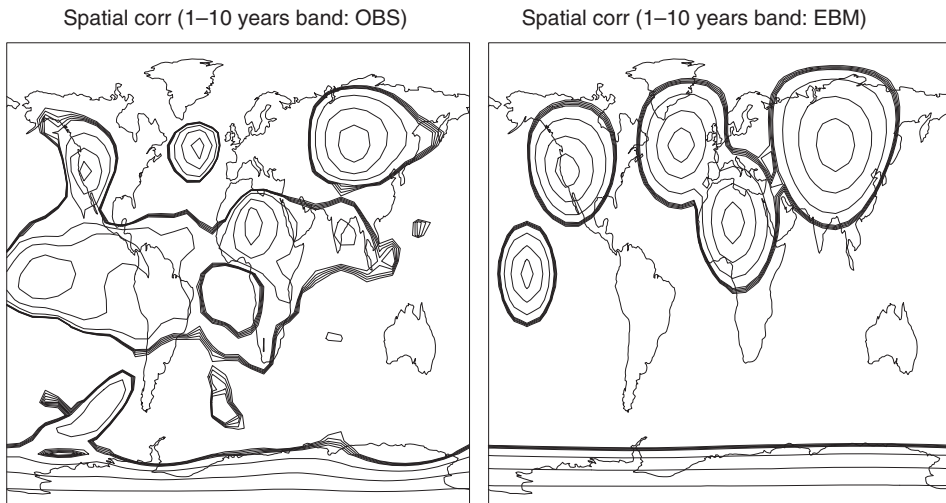 Spatial corr (1–10 years band: OBS)
Spatial corr (1–10 years band: EBM)